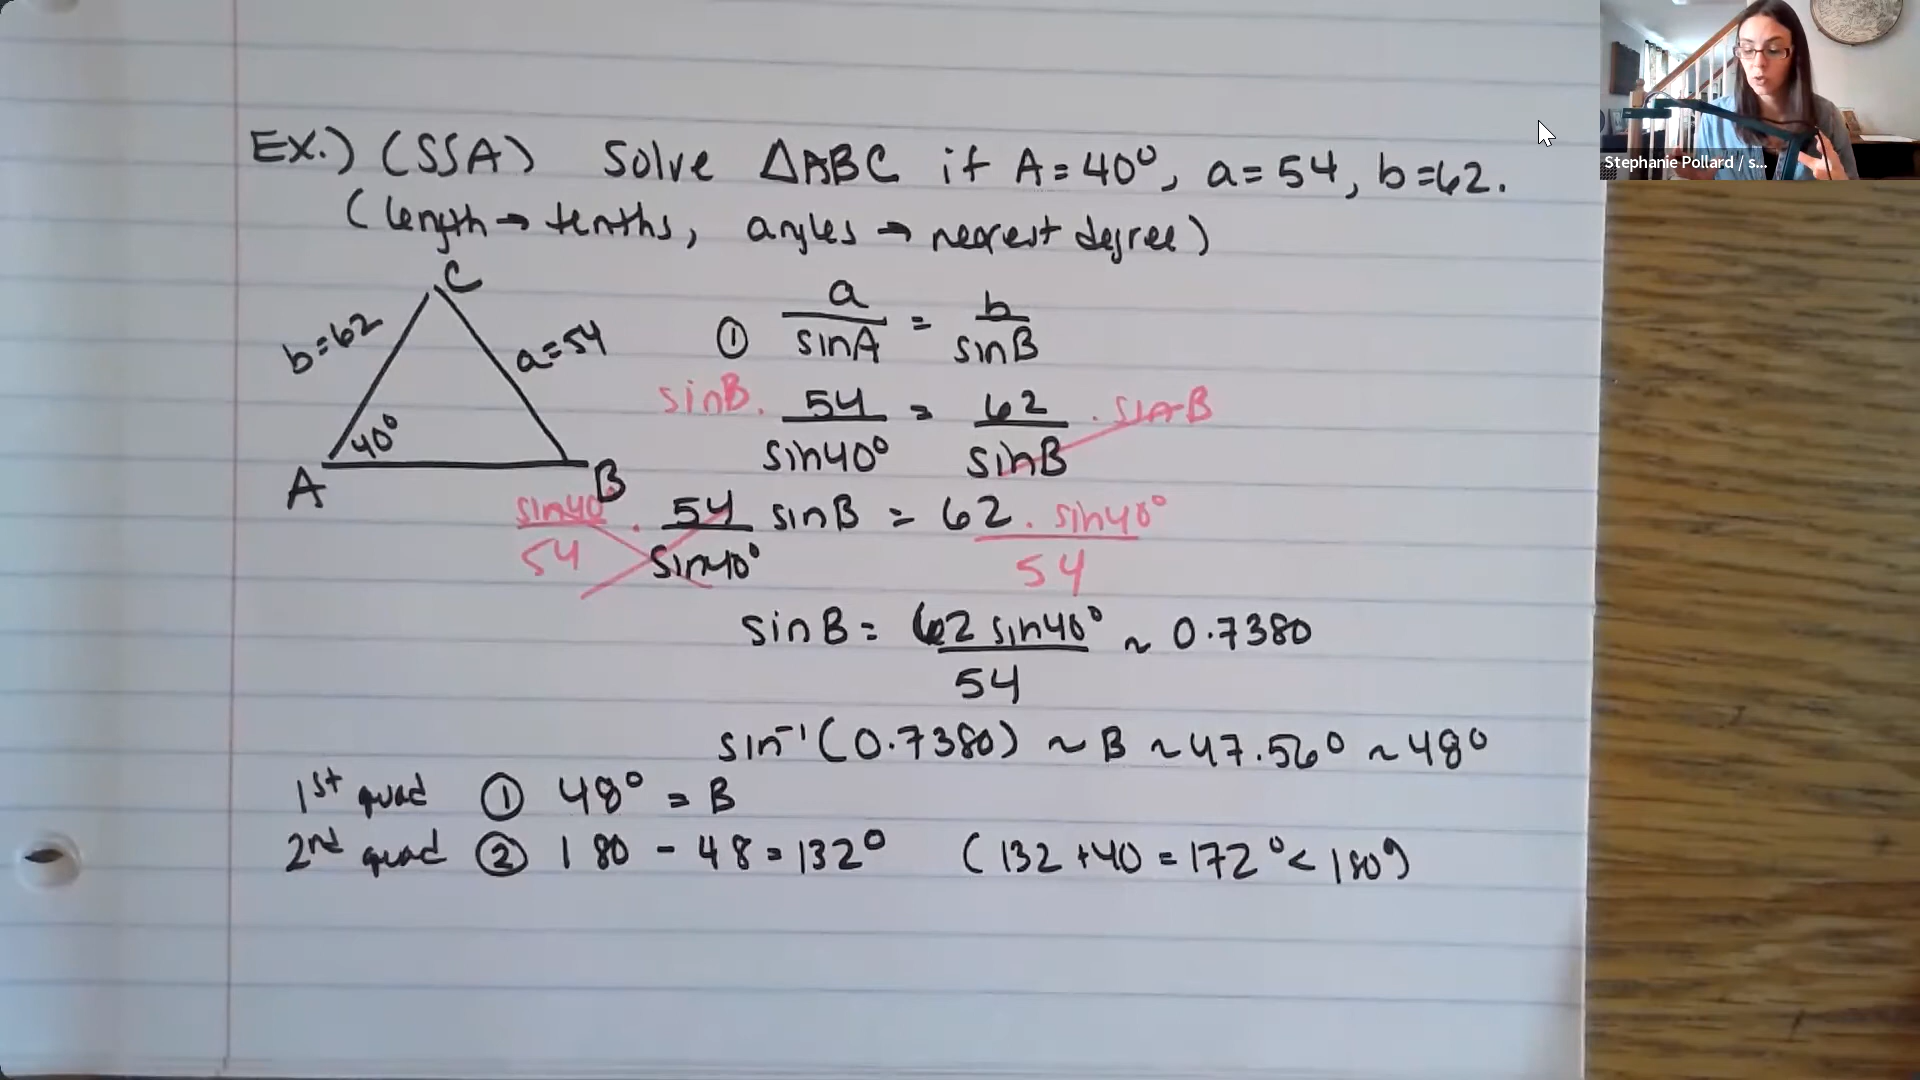 EX.) (SSA) Solve △ABC if A=40°, a=54, b=62.
(length → tenths, angles → nearest degree)
Stephanie Pollard / s...
C
b=62
a=54
40°
A
B
① a/sinA = b/sinB
sinB · 54/sin40° = 62/sinB · sinB
sin40°/54 · 54/sin40° sinB = 62 · sin40°/54
sinB = 62 sin40°/54 ~ 0.7380
sin⁻¹(0.7380) ~ B ~ 47.56° ~ 48°
1st quad ① 48° = B
2nd quad ② 180 - 48 = 132° (132+40 = 172° < 180°)